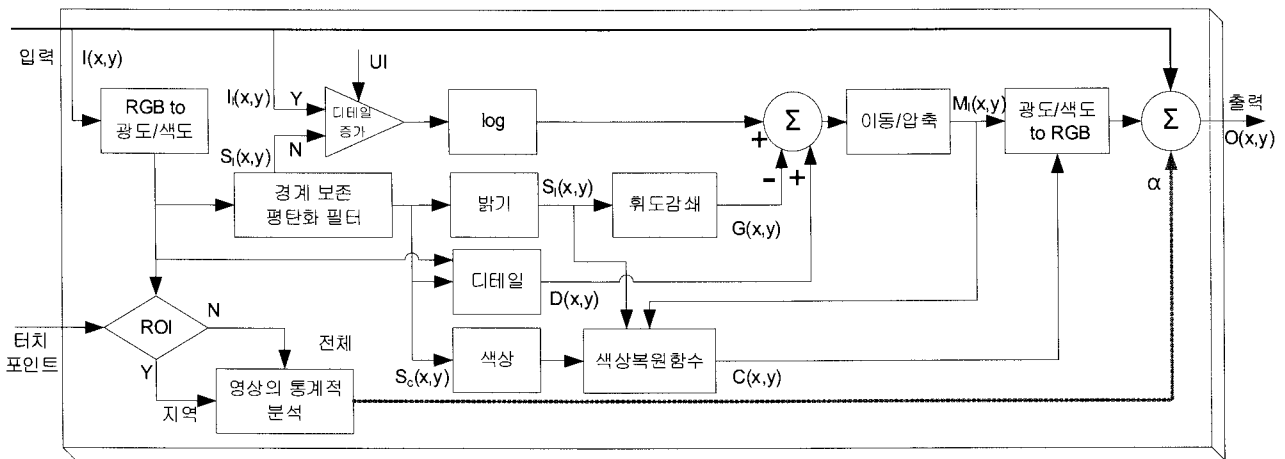 입력
I(x,y)
RGB to
광도/색도
I_l(x,y)
Y
UI
디테일
증가
N
S_l(x,y)
log
Σ
+
-
+
이동/압축
M_l(x,y)
광도/색도
to RGB
Σ
출력
O(x,y)
α
경계 보존
평탄화 필터
밝기
S_l(x,y)
휘도감쇄
G(x,y)
디테일
D(x,y)
터치
포인트
ROI
N
전체
Y
지역
영상의 통계적
분석
S_c(x,y)
색상
색상복원함수
C(x,y)